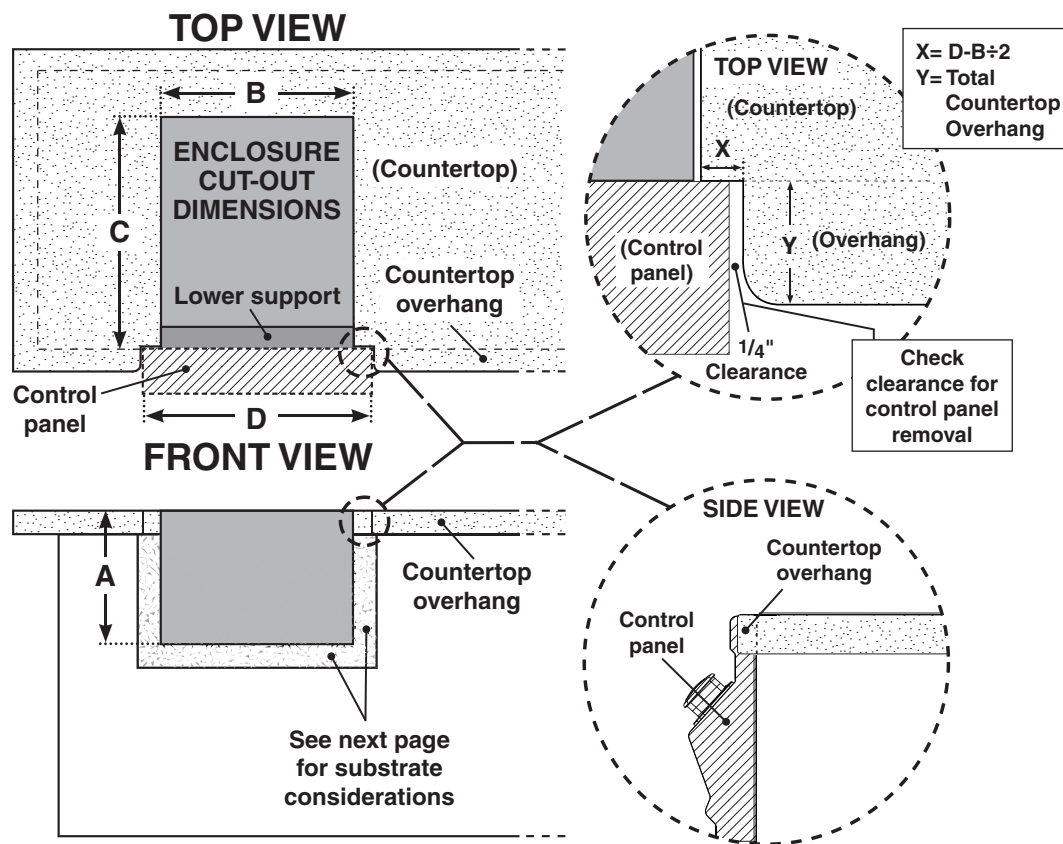 TOP VIEW
B
ENCLOSURE
CUT-OUT
DIMENSIONS
C
(Countertop)
Lower support
Countertop
overhang
Control
panel
D
TOP VIEW
(Countertop)
X
(Control
panel)
Y
(Overhang)
1/4"
Clearance
X= D-B÷2
Y= Total
Countertop
Overhang
Check
clearance for
control panel
removal
FRONT VIEW
A
Countertop
overhang
See next page
for substrate
considerations
SIDE VIEW
Countertop
overhang
Control
panel